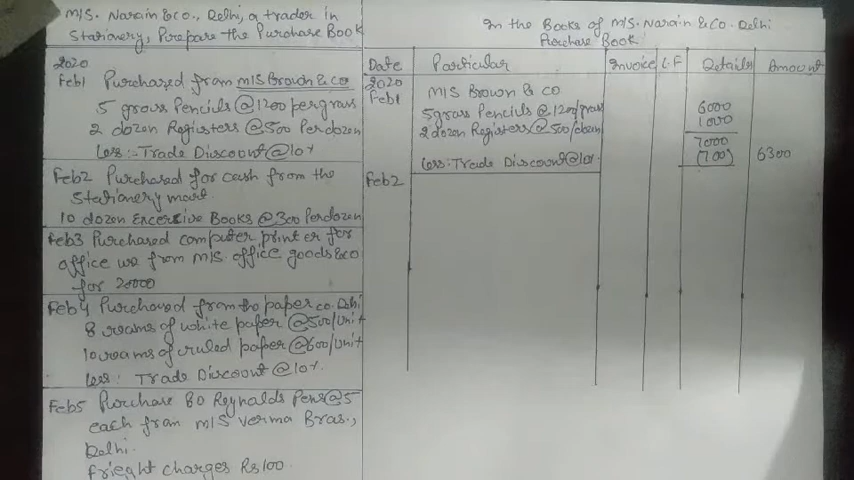 M/S. Narain &co., Delhi, a trader in
Stationery, Prepare the Purchase Book
2020
Feb1 Purchased from M/S Brown & co
5 gross Pencils @ 1200 per gross
2 dozen Registers @ 500 Per dozen
Less:- Trade Discount @ 10%
Feb2 Purchased for cash from the
Stationery mart.
10 dozen Excersive Books @ 300 Per dozen
Feb3 Purchased computer printer for
office use from M/S. office goods & co
for 20000
Feb4 Purchased from the paper co. Delhi
8 reams of white paper @ 500/Unit
10 reams of ruled paper @ 600/Unit
Less: Trade Discount @ 10%.
Feb5 Purchase 80 Reynalds Pens @ 5
each from M/S Verma Bras.,
Delhi.
Frieght charges Rs 100.
In the Books of M/S. Narain & Co. Delhi
Purchase Book
Date Particular Invoice L.F Details Amount
2020
Feb1 M/S Brown & co
5 gross Pencils @ 1200/gross 6000
2 dozen Registers @ 500/dozen 1000
7000
Less: Trade Discount @ 10. (700) 6300
Feb2